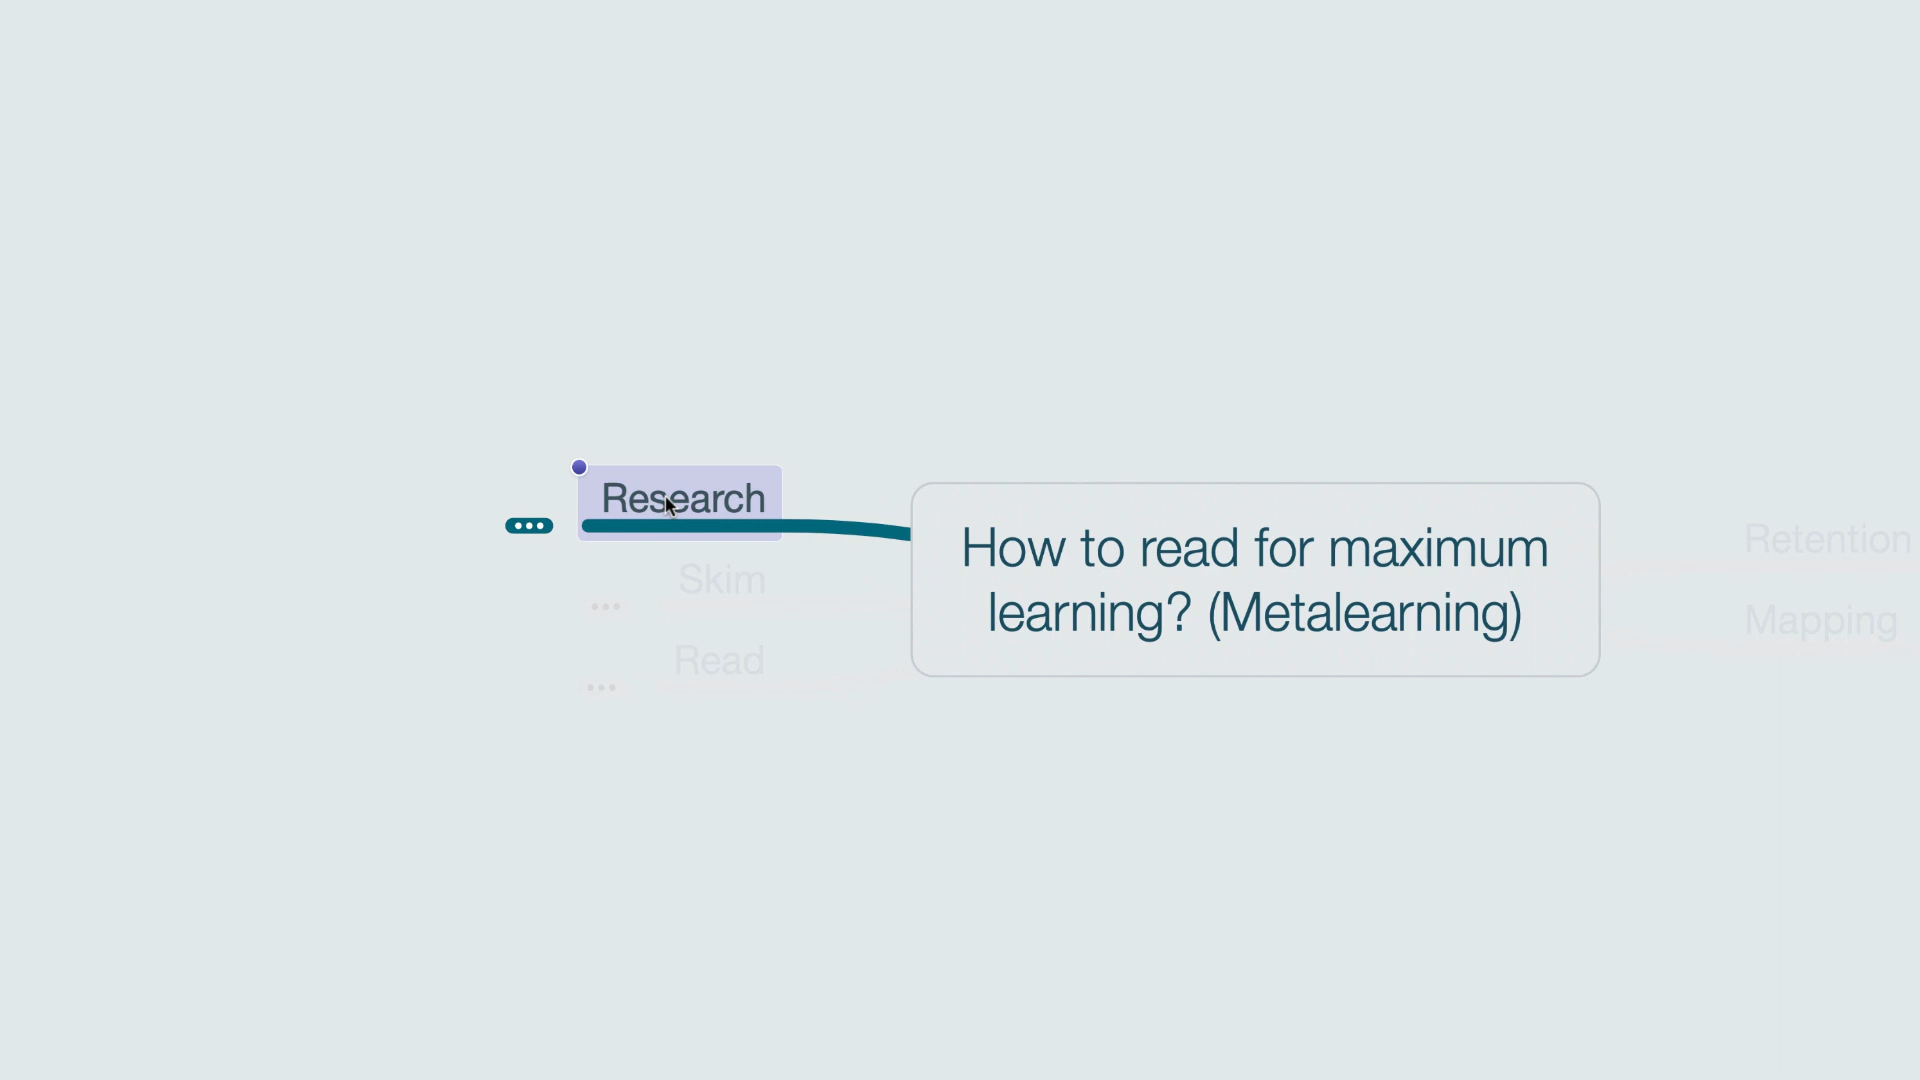 Research
Skim
Read
How to read for maximum
learning? (Metalearning)
Retention
Mapping